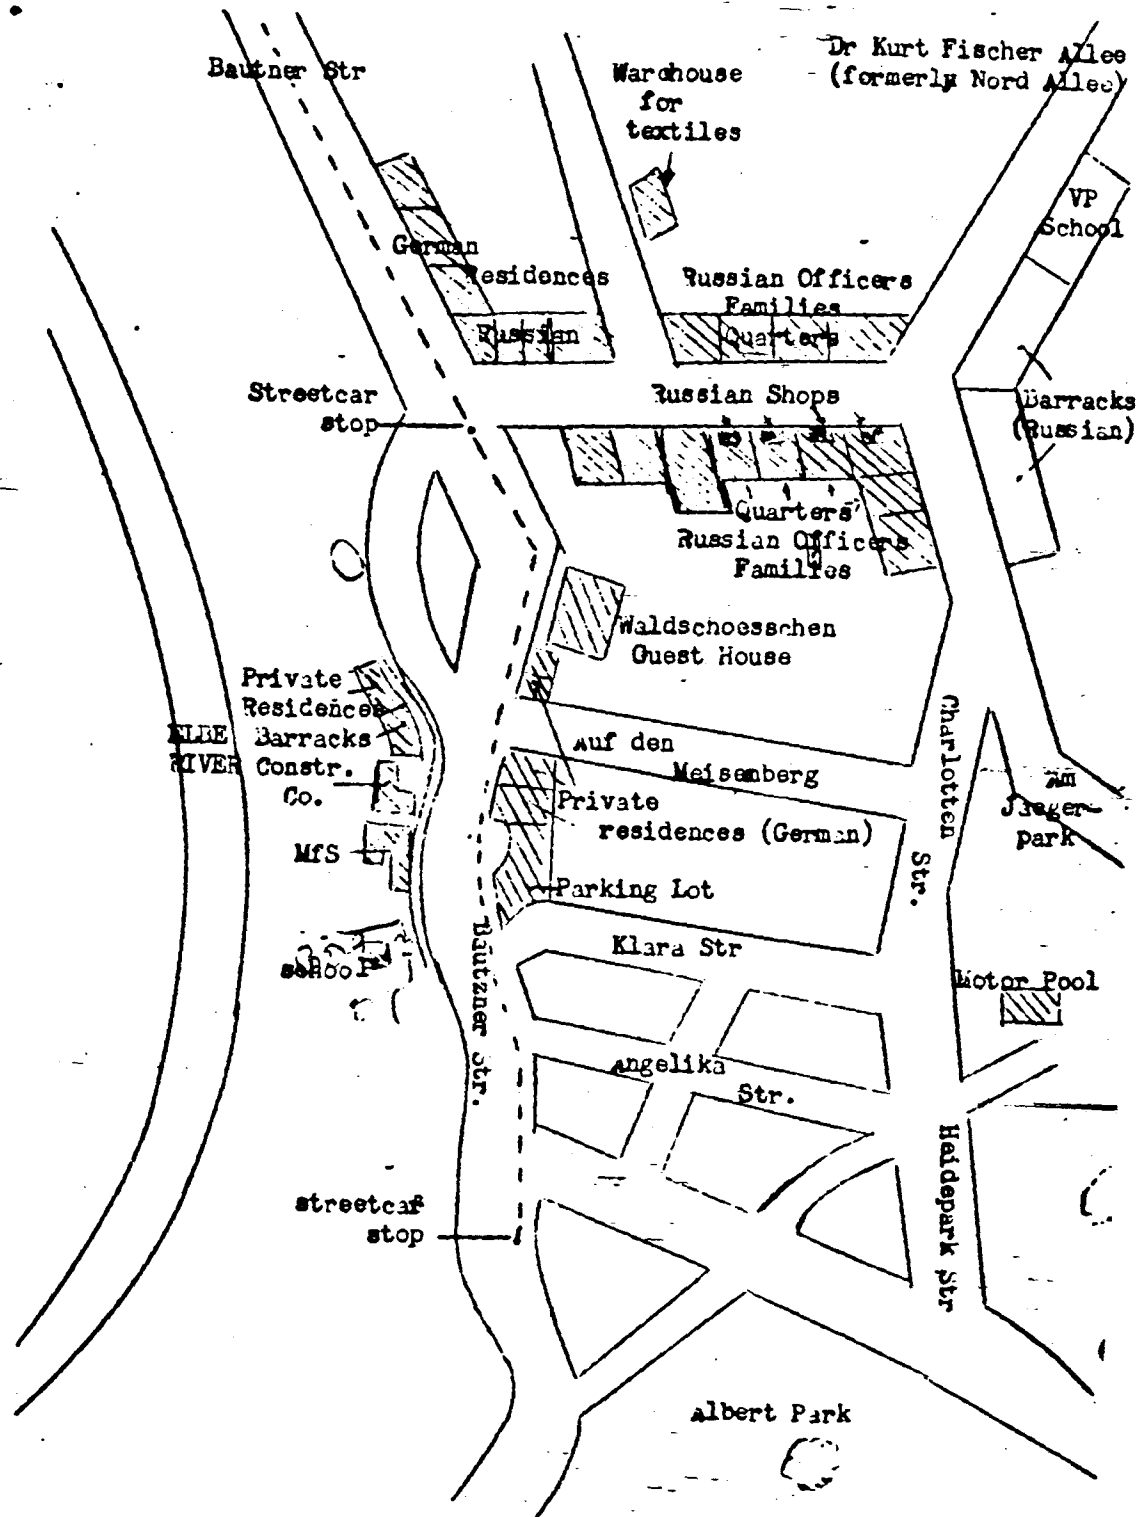 Dr Kurt Fischer Allee
(formerly Nord Allee)
Bautner Str
Warehouse
for
textiles
VP
School
German
Residences
Russian
Russian Officers
Families
Quarters
Streetcar
stop
Russian Shops
Barracks
(Russian)
Quarters
Russian Officers
Families
Waldschoesschen
Guest House
Private
Residences
Barracks
Constr.
Co.
ELBE
RIVER
MfS
school
Auf den
Meisenberg
Private
residences (German)
Parking Lot
Charlotten
Str.
Am
Jaeger-
park
Klara Str
Bautzner Str.
Motor Pool
Angelika
Str.
Heidepark Str
streetcar
stop
Albert Park